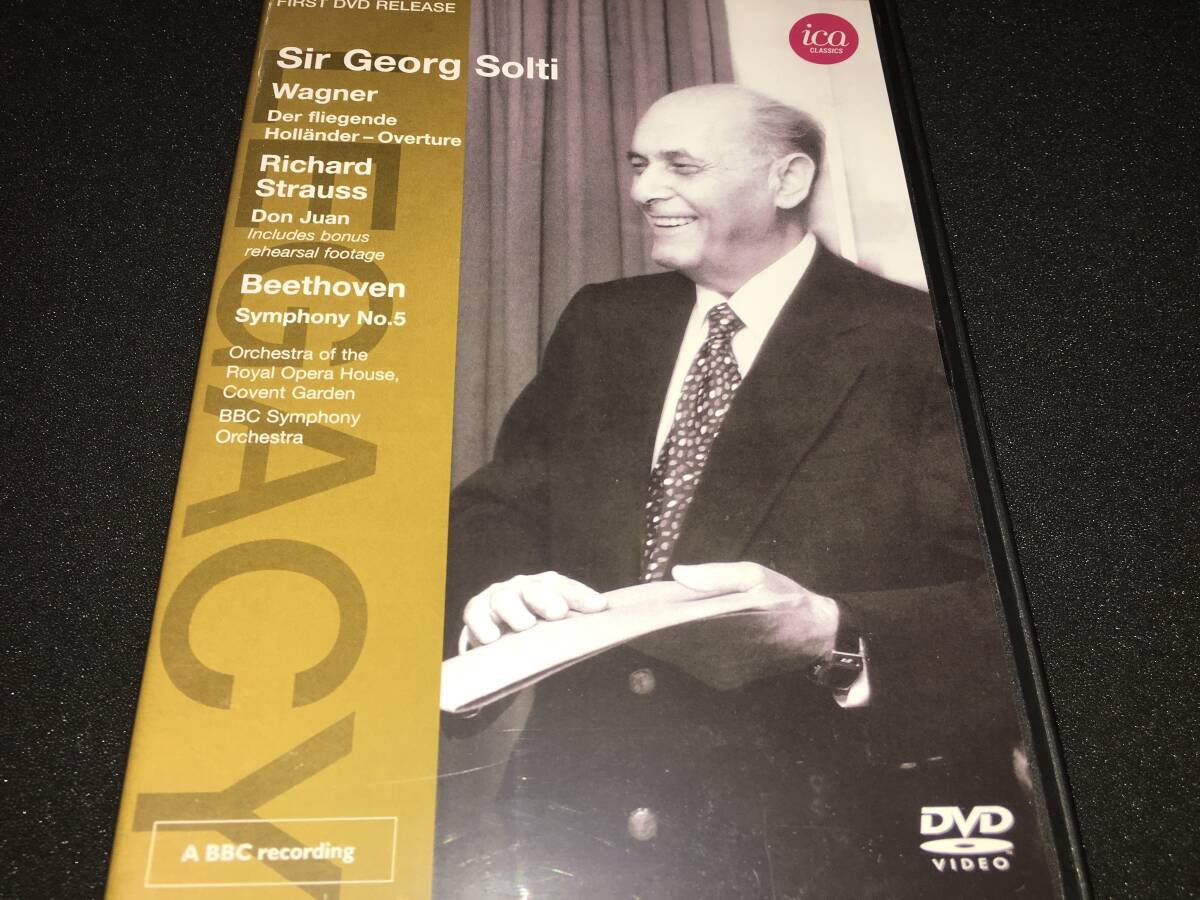 FIRST DVD RELEASE
ica
CLASSICS
Sir Georg Solti
Wagner
Der fliegende
Holländer – Overture
Richard
Strauss
Don Juan
Includes bonus
rehearsal footage
Beethoven
Symphony No.5
Orchestra of the
Royal Opera House,
Covent Garden
BBC Symphony
Orchestra
LEGACY
A BBC recording
DVD
VIDEO